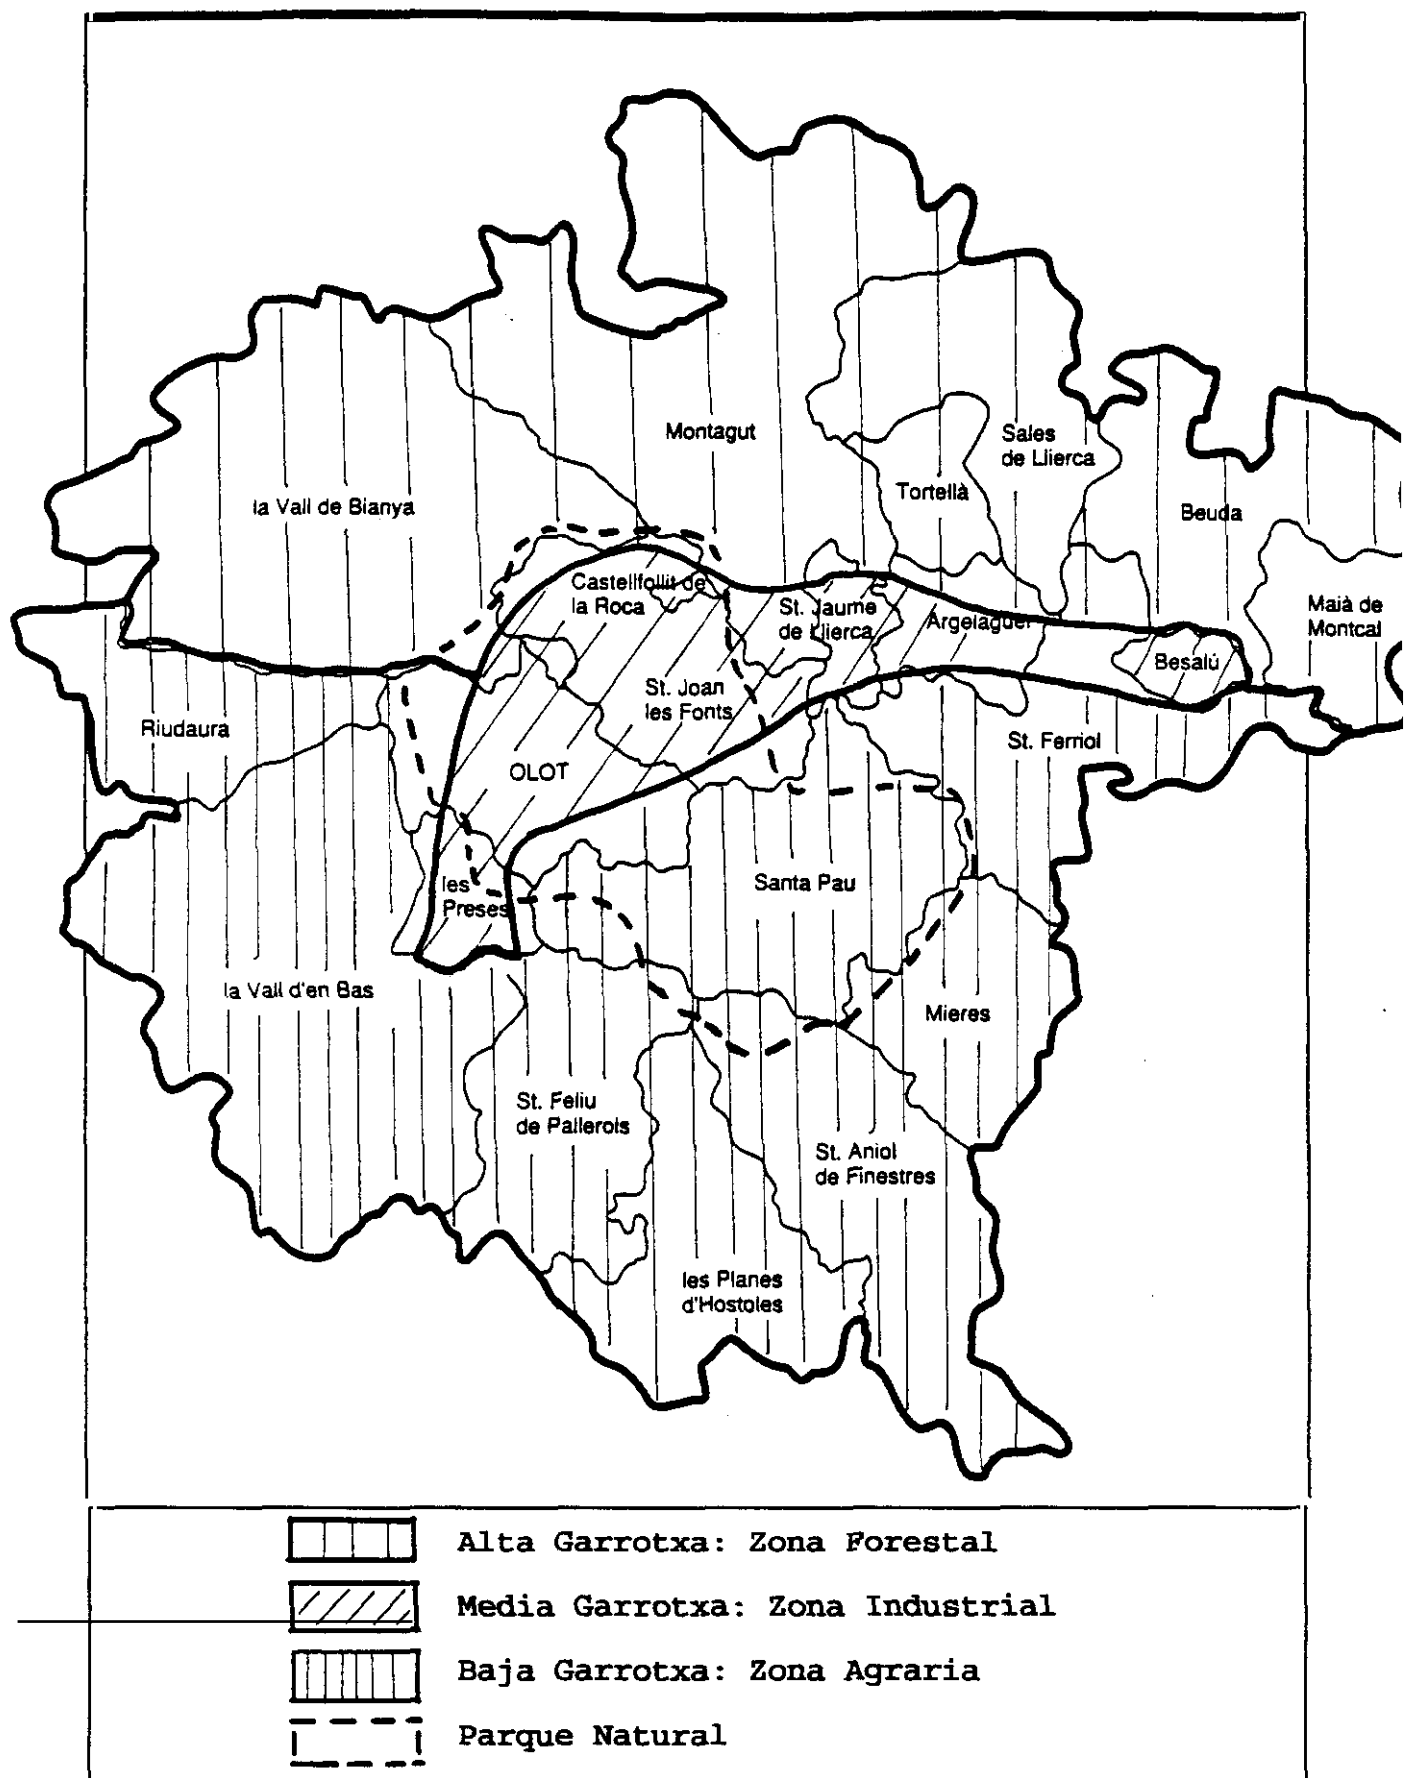 Montagut
Sales
de Llierca
Tortellà
la Vall de Bianya
Beuda
Castellfollit de
la Roca
St. Jaume
de Llierca
Argelaguer
Maià de
Montcal
Besalú
St. Joan
les Fonts
Riudaura
St. Ferriol
OLOT
les
Preses
Santa Pau
la Vall d'en Bas
Mieres
St. Feliu
de Pallerols
St. Aniol
de Finestres
les Planes
d'Hostoles
Alta Garrotxa: Zona Forestal
Media Garrotxa: Zona Industrial
Baja Garrotxa: Zona Agraria
Parque Natural